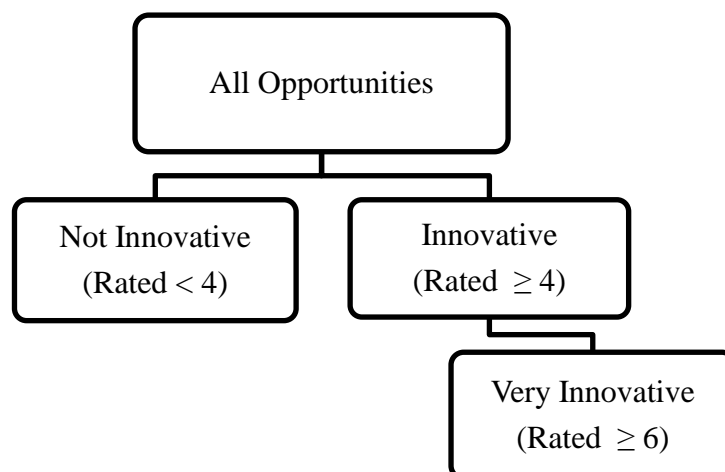 All Opportunities
Not Innovative
(Rated < 4)
Innovative
(Rated ≥ 4)
Very Innovative
(Rated ≥ 6)